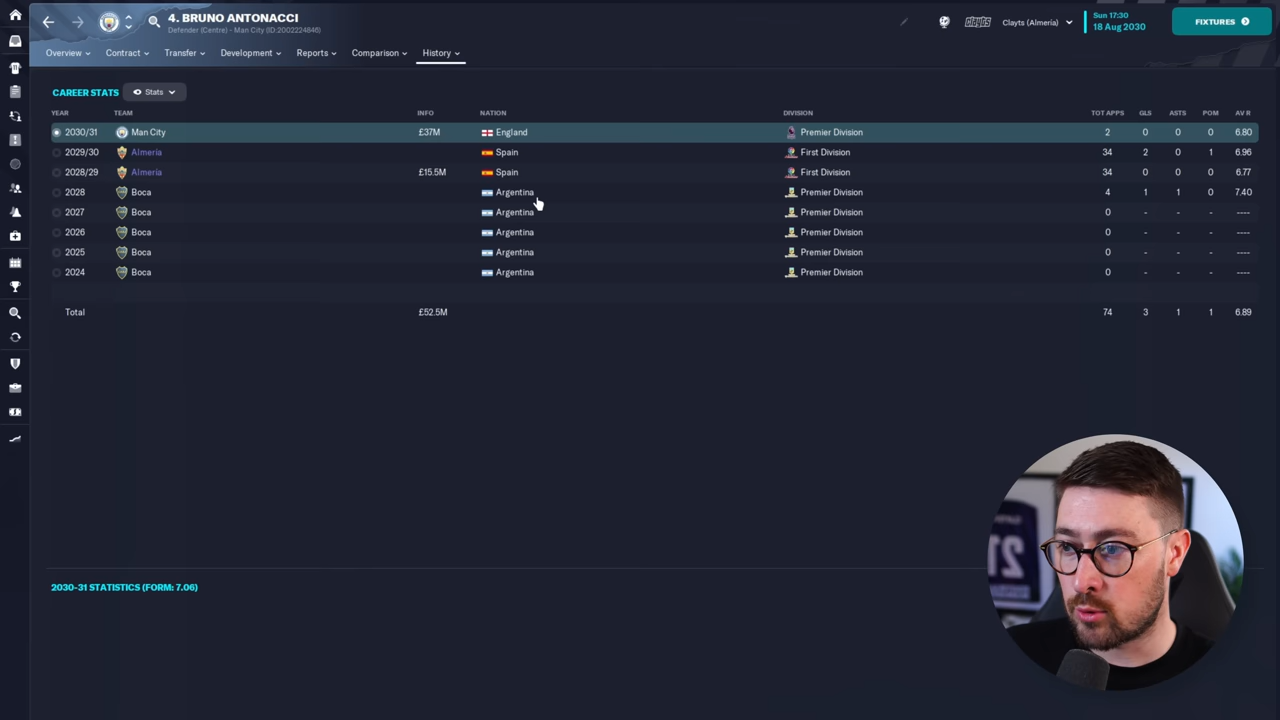 4. BRUNO ANTONACCI
Defender (Centre) - Man City (ID:2002224846)
Clayts (Almeria)
Sun 17:30
18 Aug 2030
FIXTURES
Overview Contract Transfer Development Reports Comparison History
CAREER STATS Stats
YEAR TEAM INFO NATION DIVISION TOT APPS GLS ASTS POM AV R
2030/31 Man City £37M England Premier Division 2 0 0 0 6.80
2029/30 Almería Spain First Division 34 2 0 1 6.96
2028/29 Almería £15.5M Spain First Division 34 0 0 0 6.77
2028 Boca Argentina Premier Division 4 1 1 0 7.40
2027 Boca Argentina Premier Division 0 - - - ----
2026 Boca Argentina Premier Division 0 - - - ----
2025 Boca Argentina Premier Division 0 - - - ----
2024 Boca Argentina Premier Division 0 - - - ----
Total £52.5M 74 3 1 1 6.89
2030-31 STATISTICS (FORM: 7.06)
21